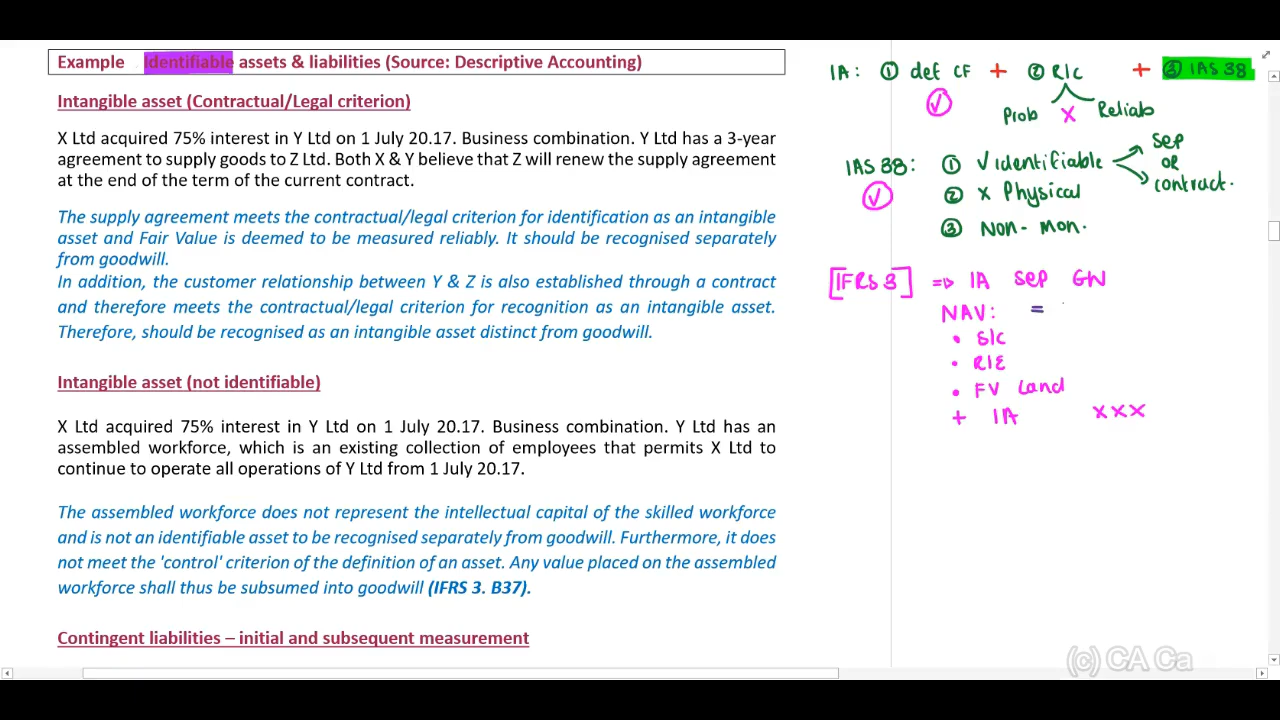 Example Identifiable assets & liabilities (Source: Descriptive Accounting)
Intangible asset (Contractual/Legal criterion)
X Ltd acquired 75% interest in Y Ltd on 1 July 20.17. Business combination. Y Ltd has a 3-year
agreement to supply goods to Z Ltd. Both X & Y believe that Z will renew the supply agreement
at the end of the term of the current contract.
The supply agreement meets the contractual/legal criterion for identification as an intangible
asset and Fair Value is deemed to be measured reliably. It should be recognised separately
from goodwill.
In addition, the customer relationship between Y & Z is also established through a contract
and therefore meets the contractual/legal criterion for recognition as an intangible asset.
Therefore, should be recognised as an intangible asset distinct from goodwill.
Intangible asset (not identifiable)
X Ltd acquired 75% interest in Y Ltd on 1 July 20.17. Business combination. Y Ltd has an
assembled workforce, which is an existing collection of employees that permits X Ltd to
continue to operate all operations of Y Ltd from 1 July 20.17.
The assembled workforce does not represent the intellectual capital of the skilled workforce
and is not an identifiable asset to be recognised separately from goodwill. Furthermore, it does
not meet the 'control' criterion of the definition of an asset. Any value placed on the assembled
workforce shall thus be subsumed into goodwill (IFRS 3. B37).
Contingent liabilities – initial and subsequent measurement
IA: ① def CF + ② R/C + ③ IAS 38
✓ Prob X Reliab
IAS 38: ① √ identifiable sep
or
contract.
✓ ② X Physical
③ Non-mon.
[IFRS 3] => IA sep GW
NAV: =
• S/C
• R/E
• FV Land
+ IA XXX
(c) CA Ca